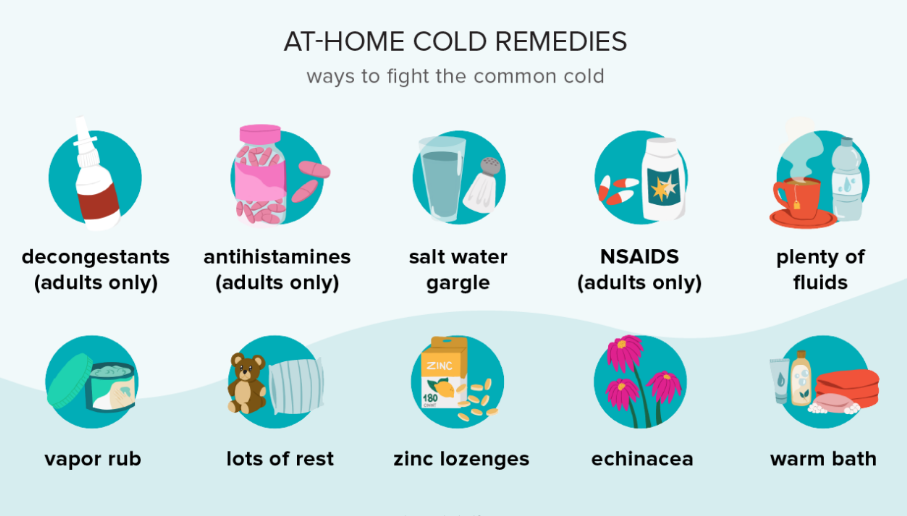 AT-HOME COLD REMEDIES
ways to fight the common cold
decongestants
(adults only)
antihistamines
(adults only)
salt water
gargle
NSAIDS
(adults only)
plenty of
fluids
ZINC
180
vapor rub
lots of rest
zinc lozenges
echinacea
warm bath